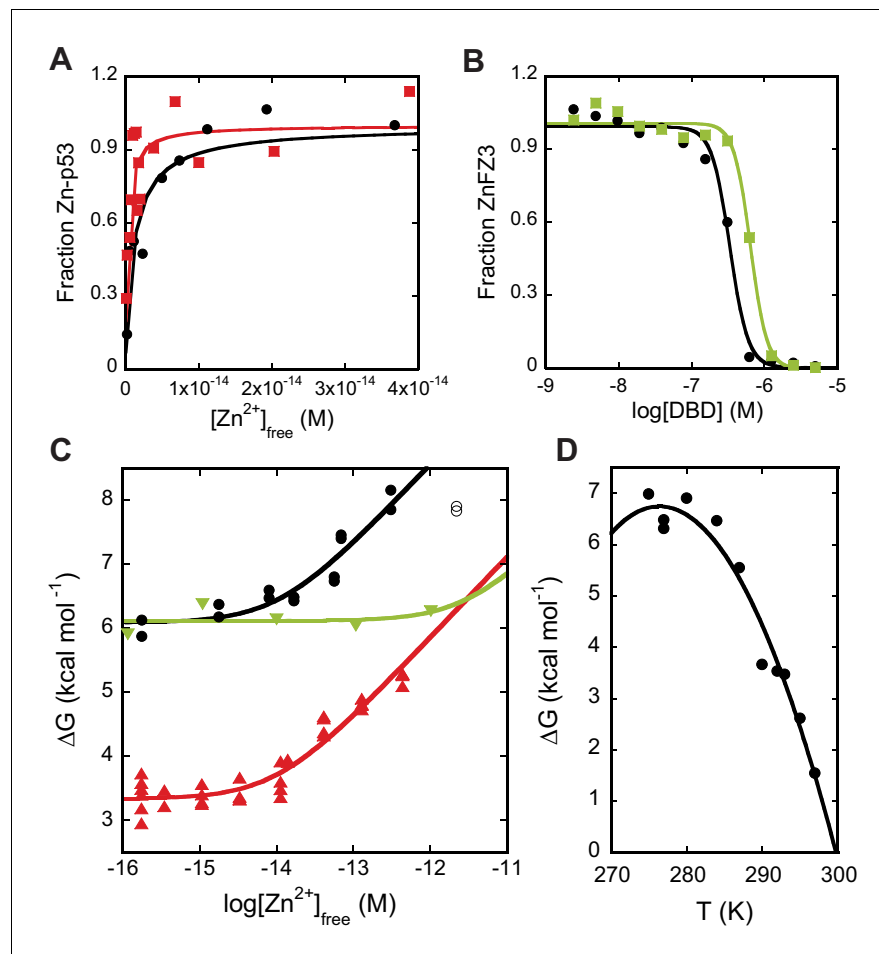 A
1.2
0.9
0.6
0.3
0
Fraction Zn-p53
0 1x10⁻¹⁴ 2x10⁻¹⁴ 3x10⁻¹⁴ 4x10⁻¹⁴
[Zn²⁺]free (M)
B
1.2
0.9
0.6
0.3
0
Fraction ZnFZ3
-9 -8 -7 -6 -5
log[DBD] (M)
C
8
7
6
5
4
3
ΔG (kcal mol⁻¹)
-16 -15 -14 -13 -12 -11
log[Zn²⁺]free (M)
D
7
6
5
4
3
2
1
0
ΔG (kcal mol⁻¹)
270 280 290 300
T (K)